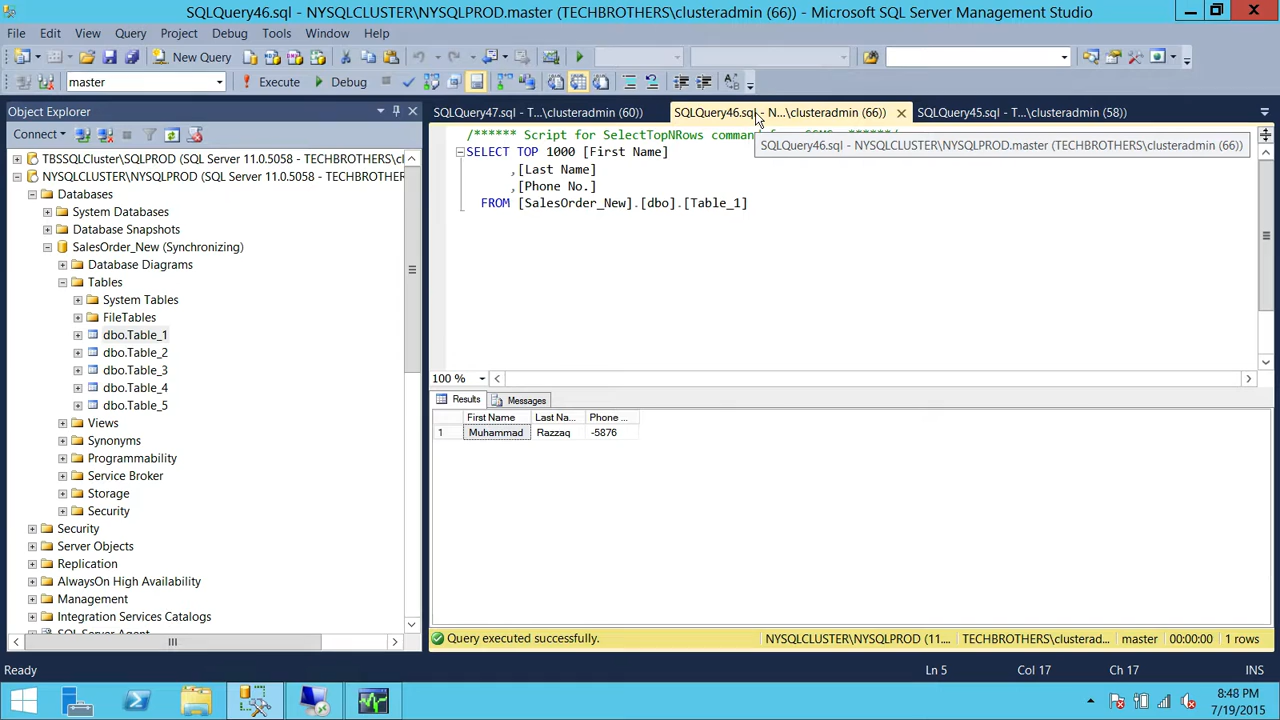 SQLQuery46.sql - NYSQLCLUSTER\NYSQLPROD.master (TECHBROTHERS\clusteradmin (66)) - Microsoft SQL Server Management Studio
File Edit View Query Project Debug Tools Window Help
New Query
master Execute Debug
Object Explorer
SQLQuery47.sql - T...\clusteradmin (60)) SQLQuery46.sql - N...\clusteradmin (66)) SQLQuery45.sql - T...\clusteradmin (58))
Connect
TBSSQLCluster\SQLPROD (SQL Server 11.0.5058 - TECHBROTHERS\cl
NYSQLCLUSTER\NYSQLPROD (SQL Server 11.0.5058 - TECHBROTHER
Databases
System Databases
Database Snapshots
SalesOrder_New (Synchronizing)
Database Diagrams
Tables
System Tables
FileTables
dbo.Table_1
dbo.Table_2
dbo.Table_3
dbo.Table_4
dbo.Table_5
Views
Synonyms
Programmability
Service Broker
Storage
Security
Security
Server Objects
Replication
AlwaysOn High Availability
Management
Integration Services Catalogs
SQL Server Agent
/****** Script for SelectTopNRows
SQLQuery46.sql - NYSQLCLUSTER\NYSQLPROD.master (TECHBROTHERS\clusteradmin (66))
SELECT TOP 1000 [First Name]
,[Last Name]
,[Phone No.]
FROM [SalesOrder_New].[dbo].[Table_1]
100 %
Results Messages
First Name Last Na... Phone ...
1 Muhammad Razzaq -5876
Query executed successfully. NYSQLCLUSTER\NYSQLPROD (11.... TECHBROTHERS\clusterad... master 00:00:00 1 rows
Ready Ln 5 Col 17 Ch 17 INS
8:48 PM
7/19/2015